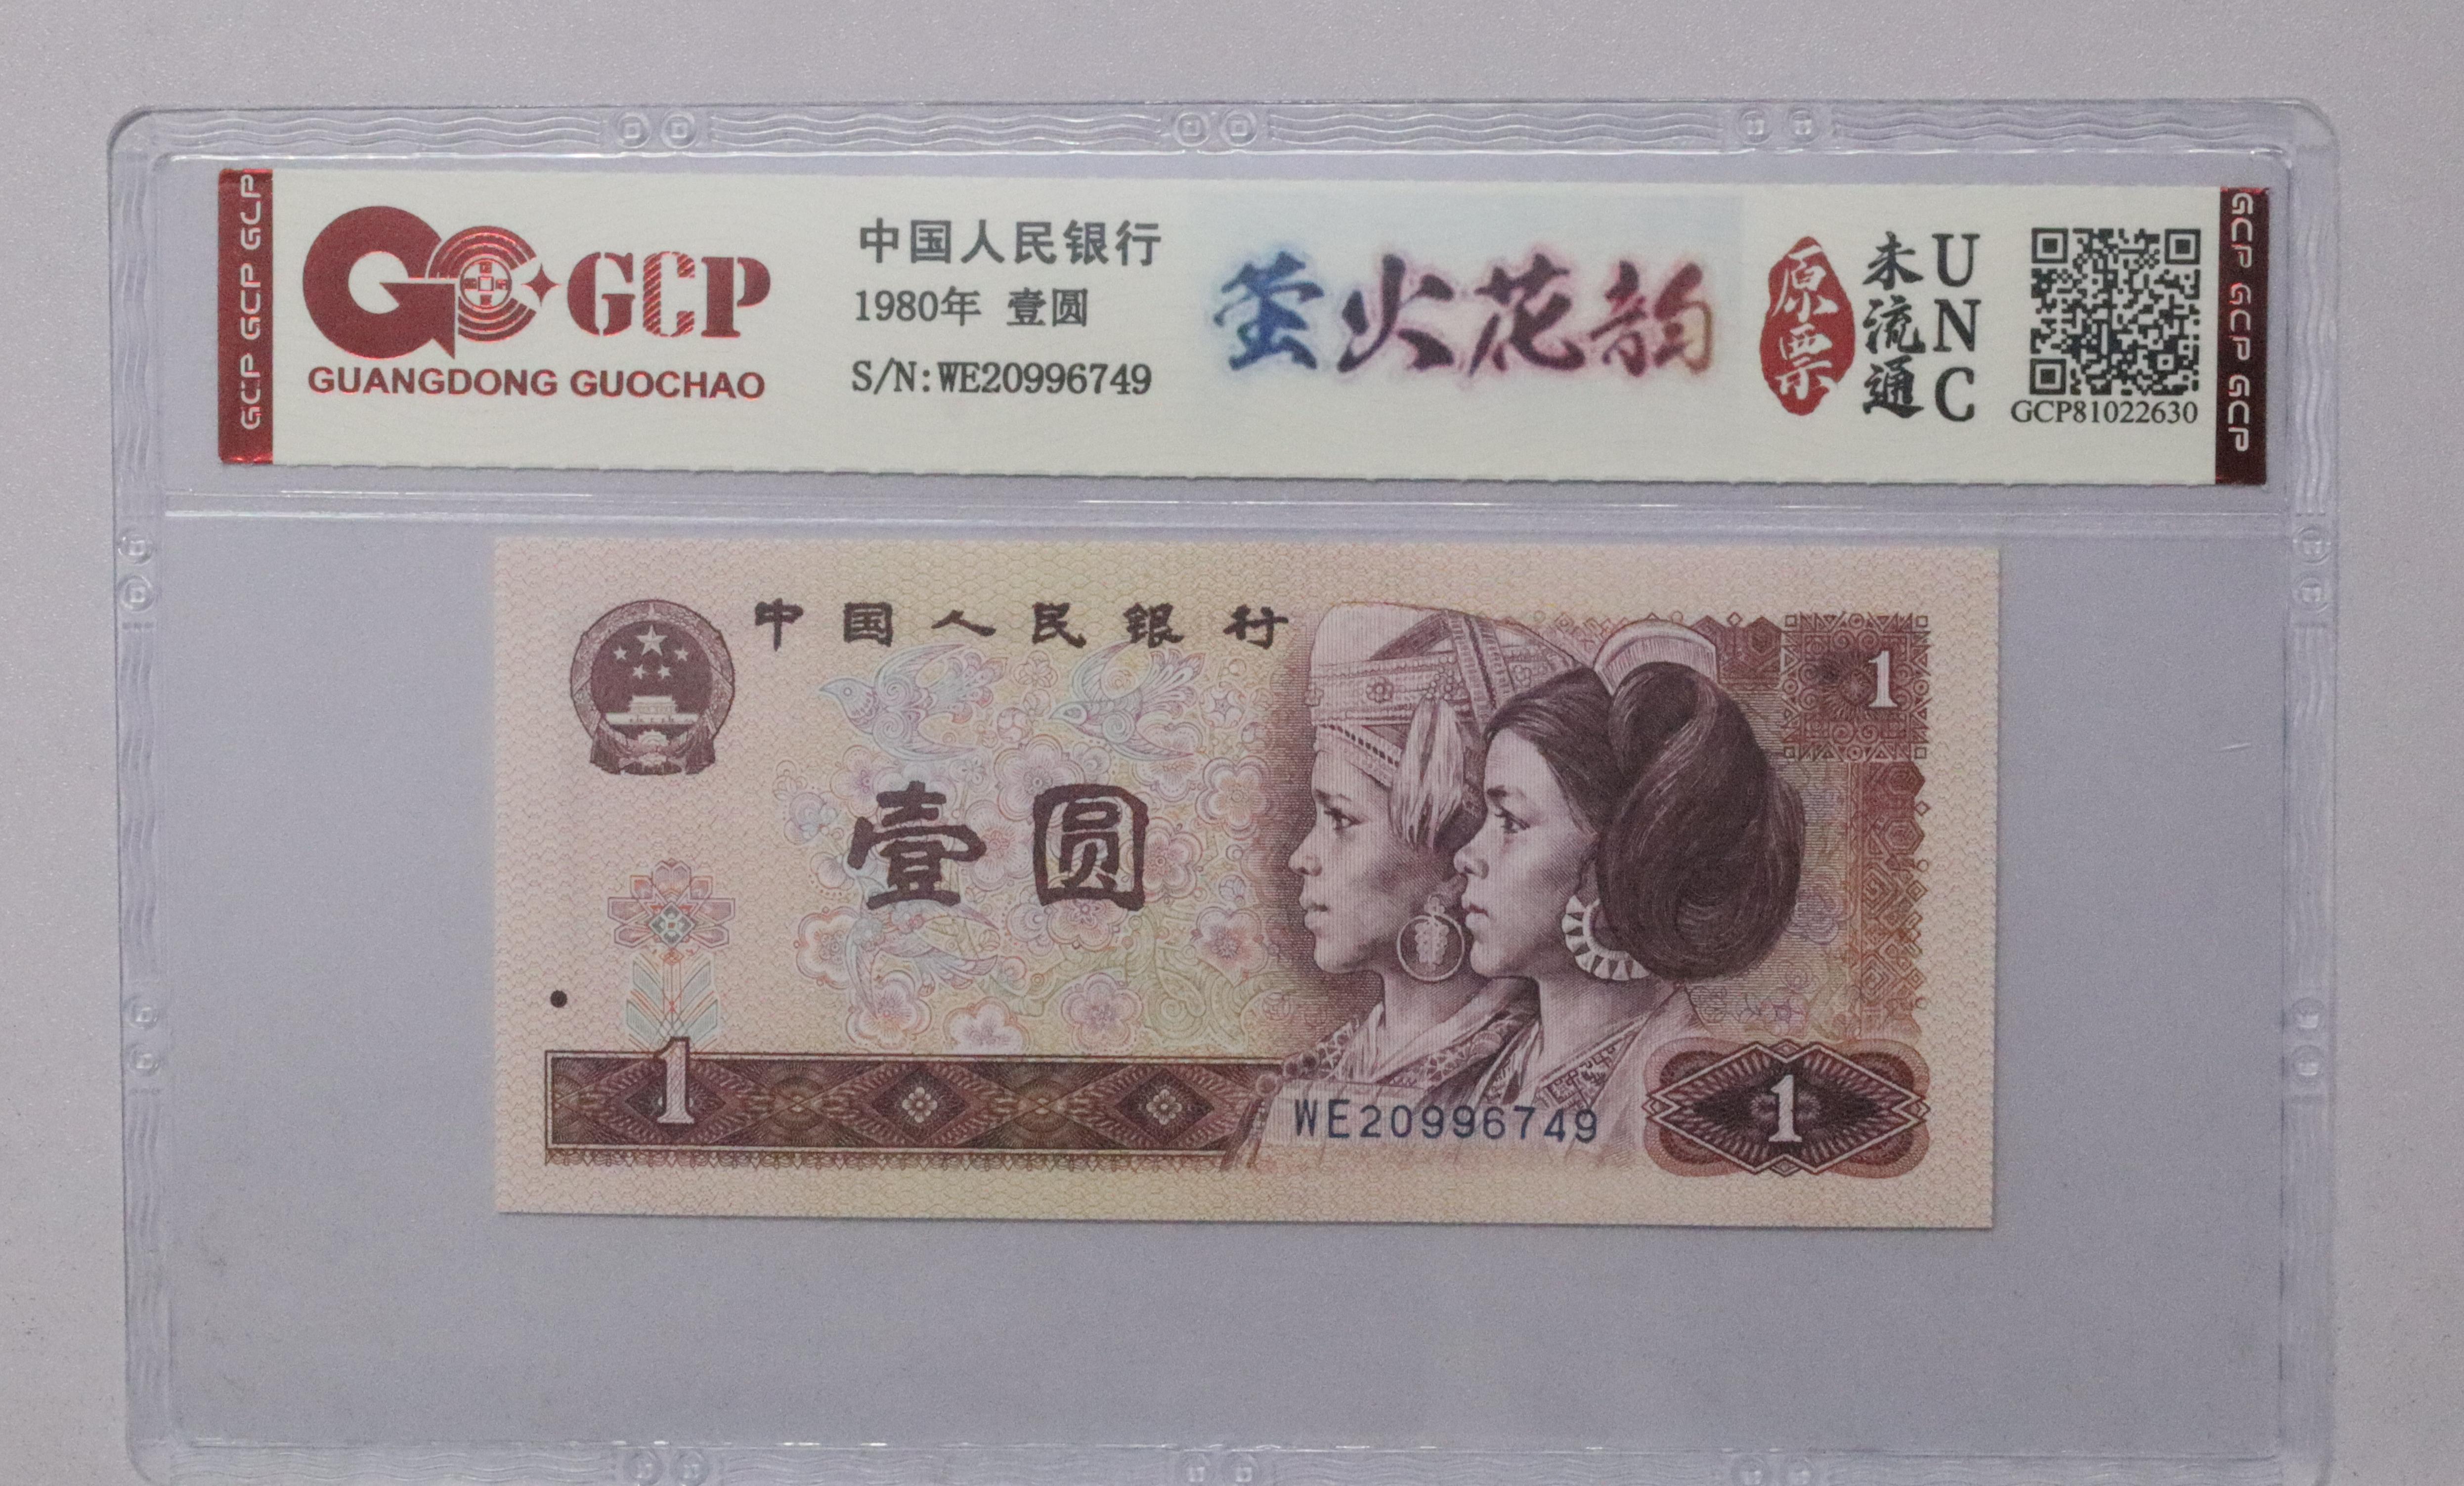 GCP GCP GCP
GCP
GUANGDONG GUOCHAO
中国人民银行
1980年 壹圆
S/N:WE20996749
萤火花韵
原票
未流通
UNC
GCP81022630
GCP GCP GCP
中国人民银行
1
壹圆
1
WE20996749
1